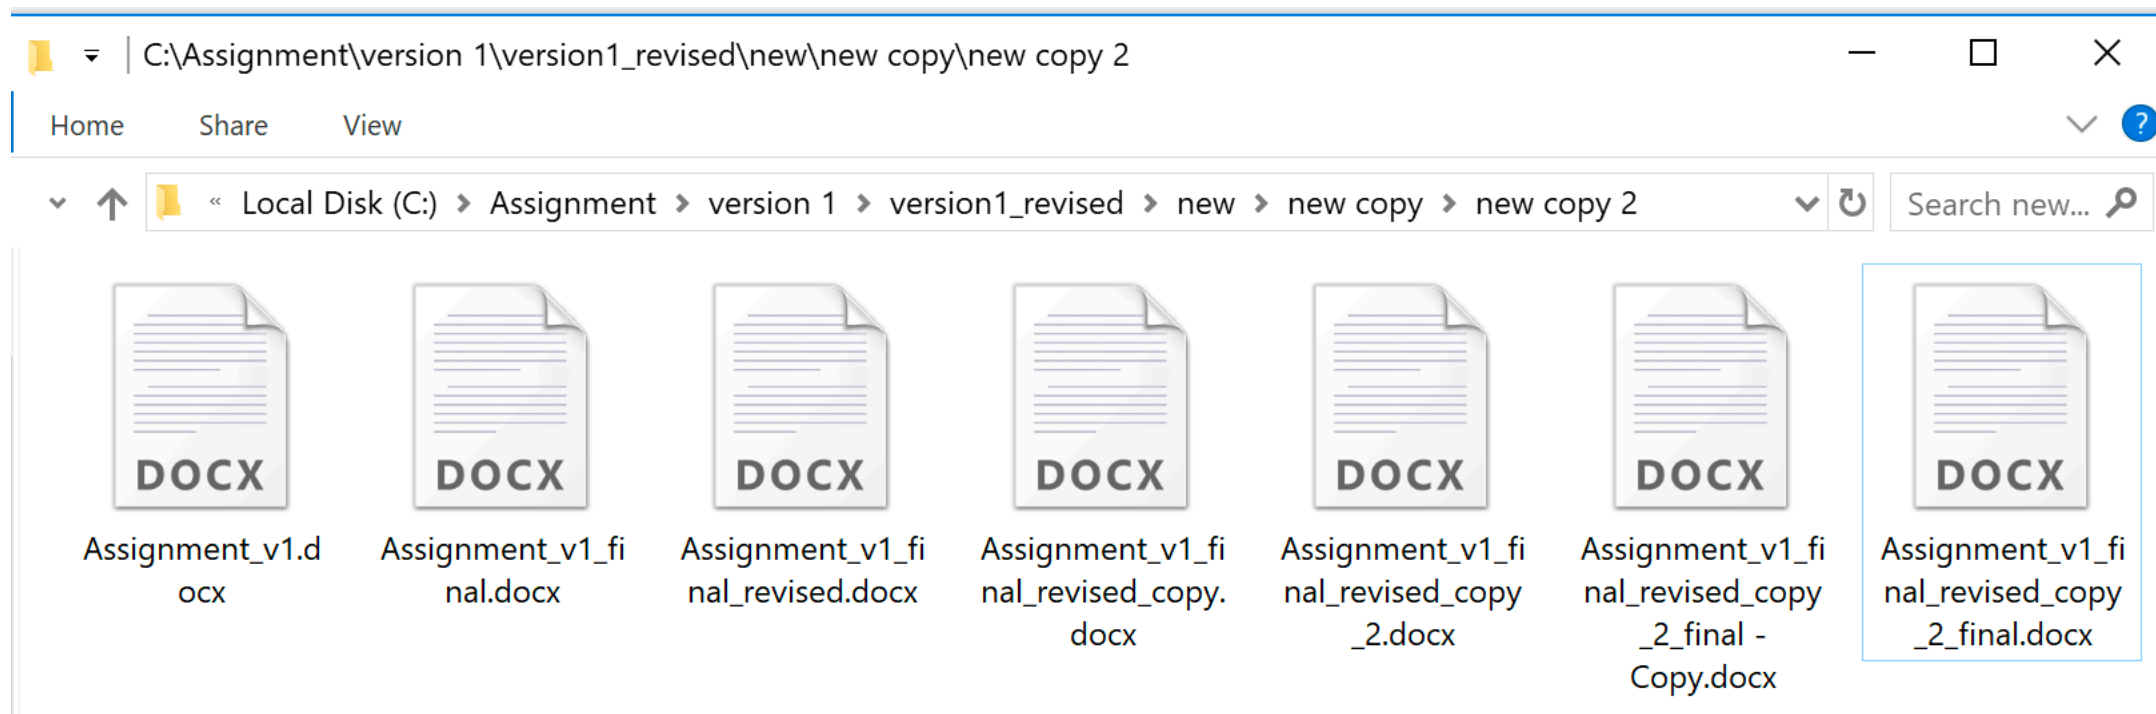 C:\Assignment\version 1\version1_revised\new\new copy\new copy 2
Home Share View
?
« Local Disk (C:) > Assignment > version 1 > version1_revised > new > new copy > new copy 2
Search new...
DOCX DOCX DOCX DOCX DOCX DOCX DOCX
Assignment_v1.d
ocx
Assignment_v1_fi
nal.docx
Assignment_v1_fi
nal_revised.docx
Assignment_v1_fi
nal_revised_copy.
docx
Assignment_v1_fi
nal_revised_copy
_2.docx
Assignment_v1_fi
nal_revised_copy
_2_final -
Copy.docx
Assignment_v1_fi
nal_revised_copy
_2_final.docx